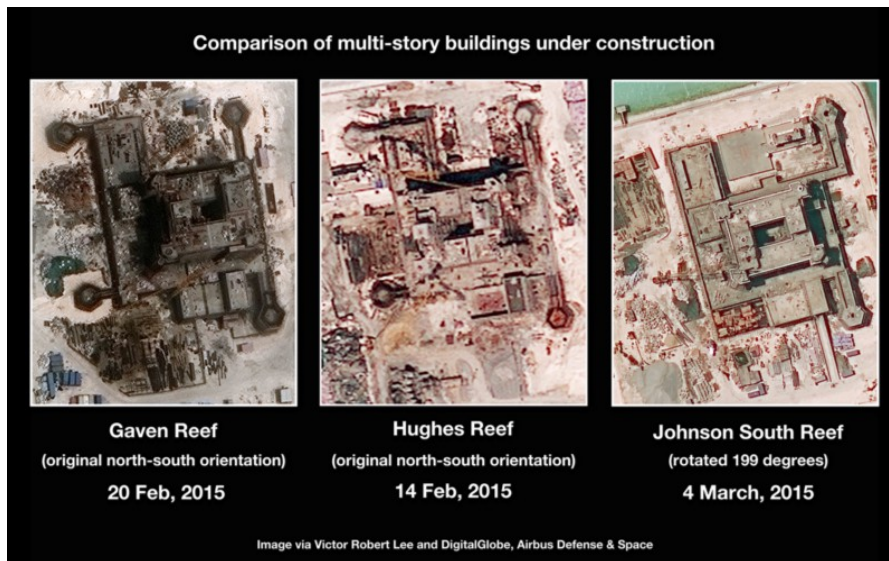 Comparison of multi-story buildings under construction
Gaven Reef
(original north-south orientation)
20 Feb, 2015
Hughes Reef
(original north-south orientation)
14 Feb, 2015
Johnson South Reef
(rotated 199 degrees)
4 March, 2015
Image via Victor Robert Lee and DigitalGlobe, Airbus Defense & Space